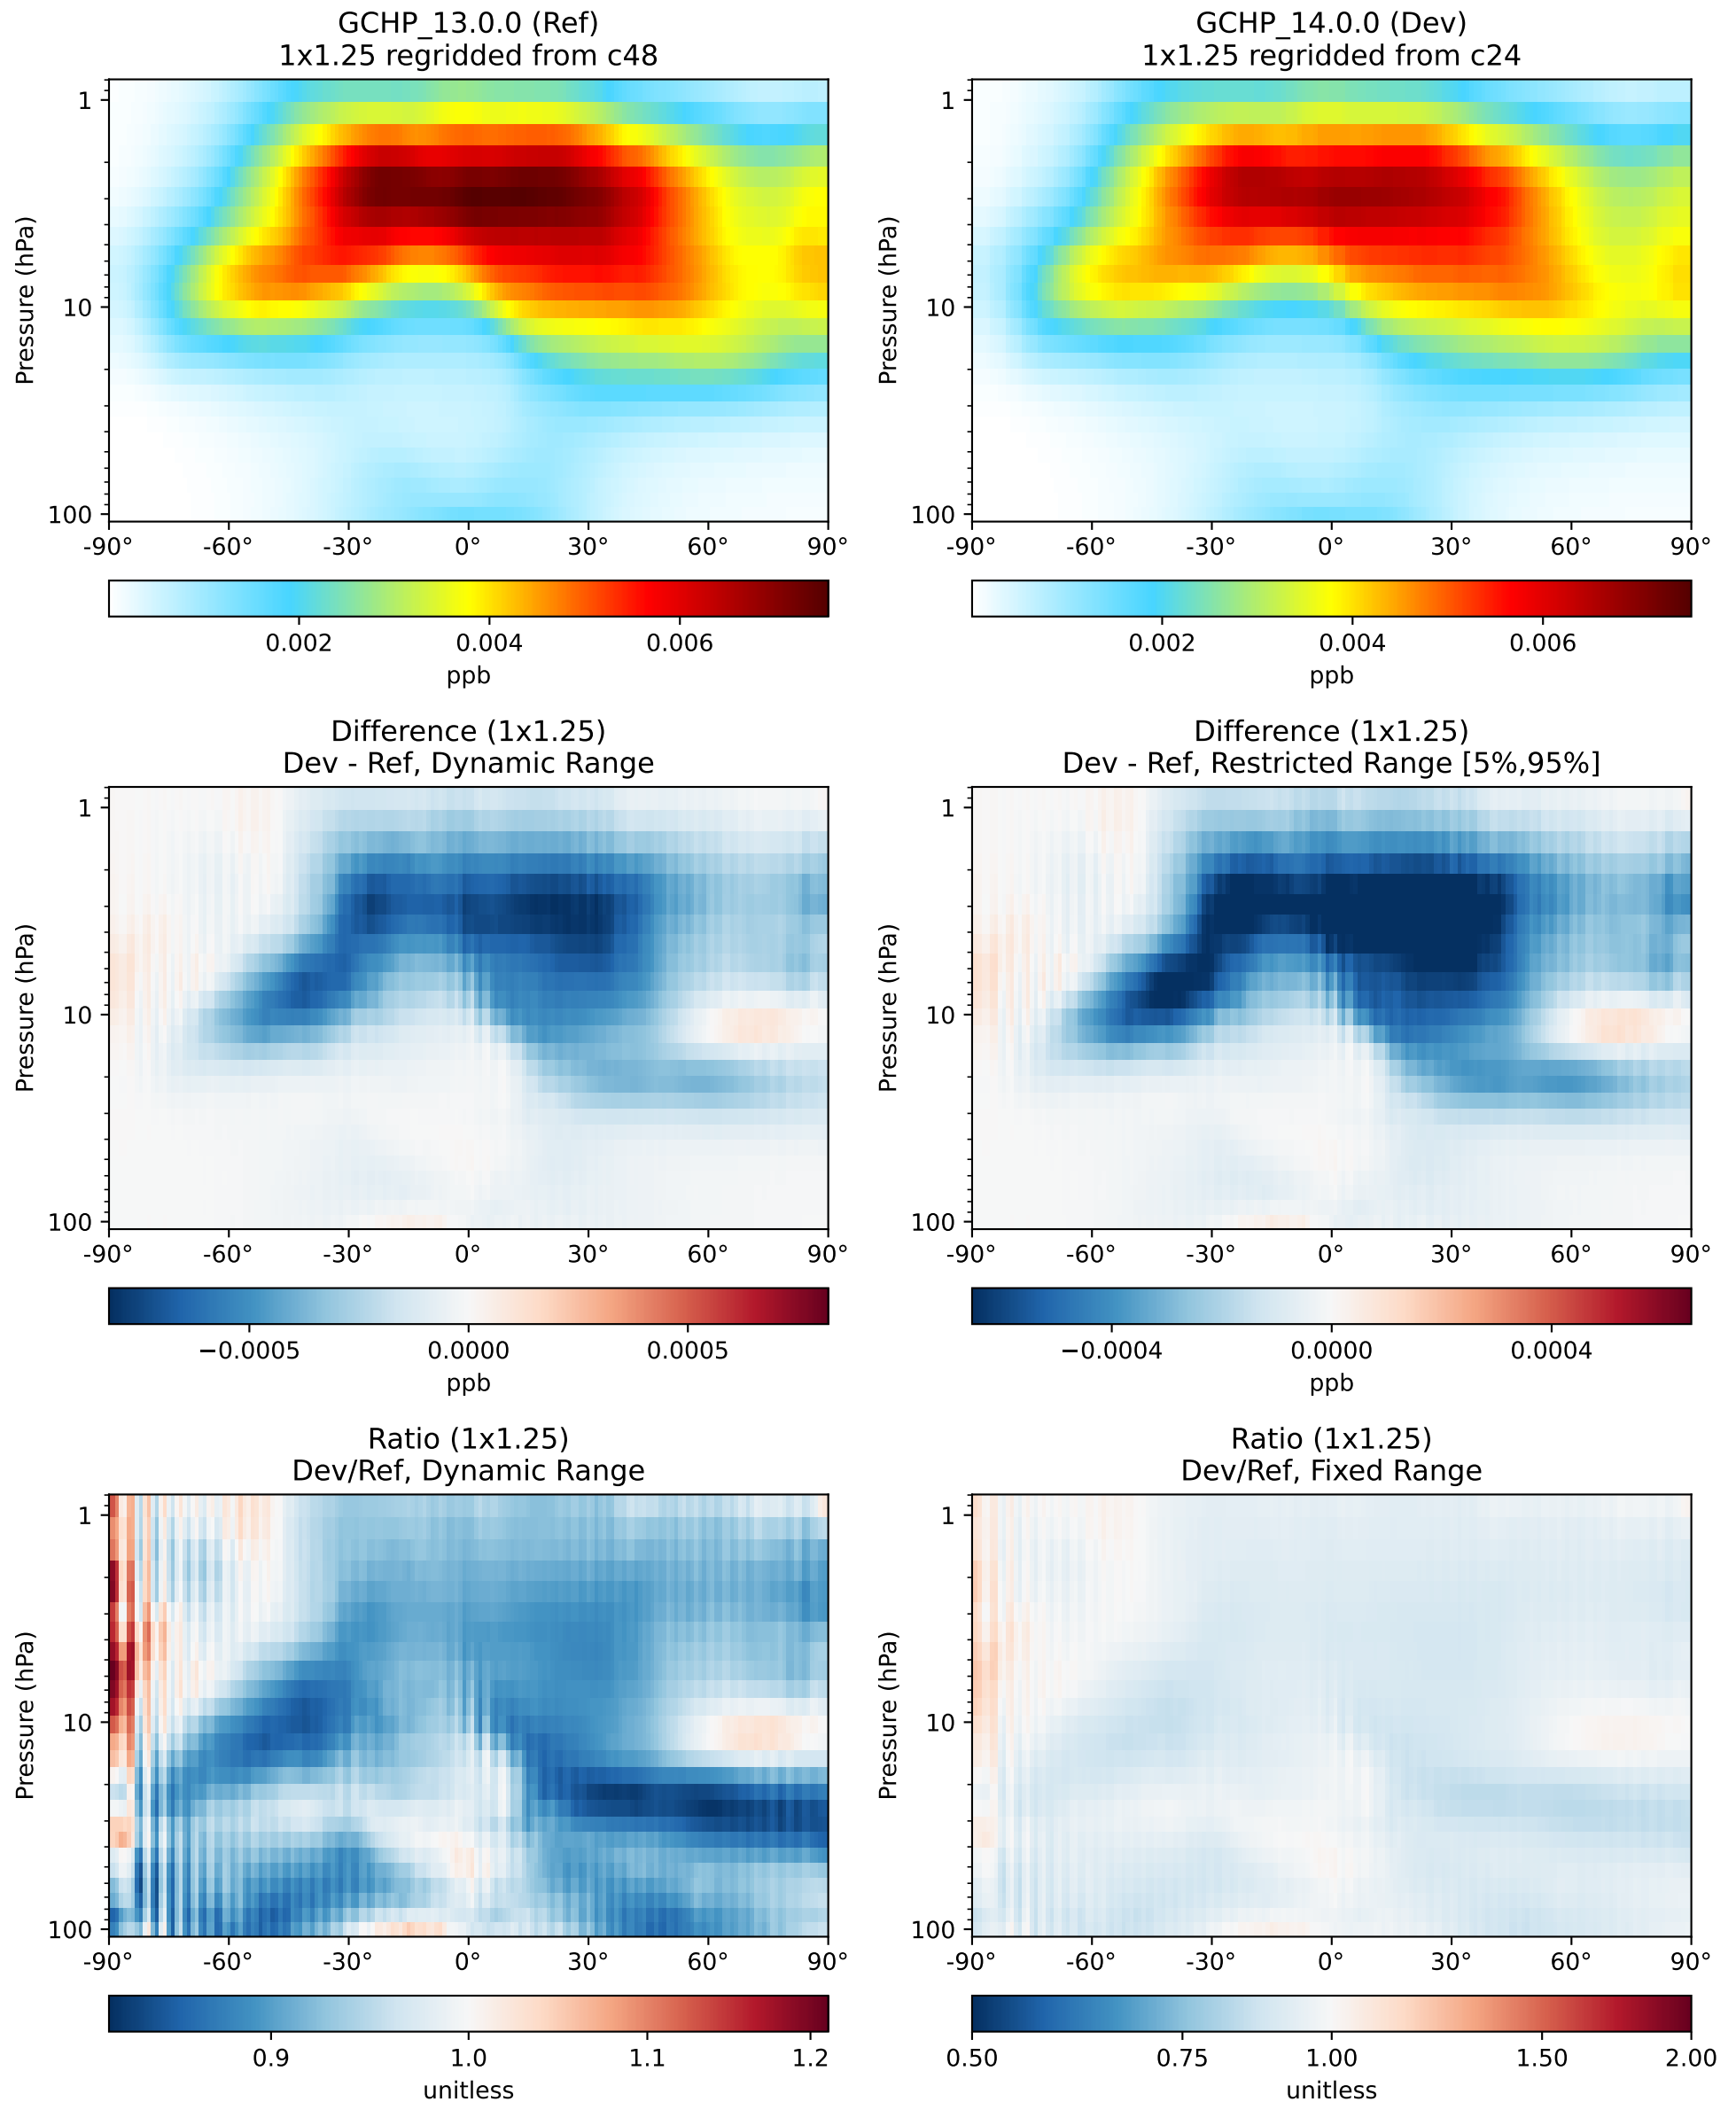 GCHP_13.0.0 (Ref)
1x1.25 regridded from c48
Pressure (hPa)
1
10
100
-90° -60° -30° 0° 30° 60° 90°
0.002 0.004 0.006
ppb
GCHP_14.0.0 (Dev)
1x1.25 regridded from c24
Pressure (hPa)
1
10
100
-90° -60° -30° 0° 30° 60° 90°
0.002 0.004 0.006
ppb
Difference (1x1.25)
Dev - Ref, Dynamic Range
Pressure (hPa)
1
10
100
-90° -60° -30° 0° 30° 60° 90°
−0.0005 0.0000 0.0005
ppb
Difference (1x1.25)
Dev - Ref, Restricted Range [5%,95%]
Pressure (hPa)
1
10
100
-90° -60° -30° 0° 30° 60° 90°
−0.0004 0.0000 0.0004
ppb
Ratio (1x1.25)
Dev/Ref, Dynamic Range
Pressure (hPa)
1
10
100
-90° -60° -30° 0° 30° 60° 90°
0.9 1.0 1.1 1.2
unitless
Ratio (1x1.25)
Dev/Ref, Fixed Range
Pressure (hPa)
1
10
100
-90° -60° -30° 0° 30° 60° 90°
0.50 0.75 1.00 1.50 2.00
unitless